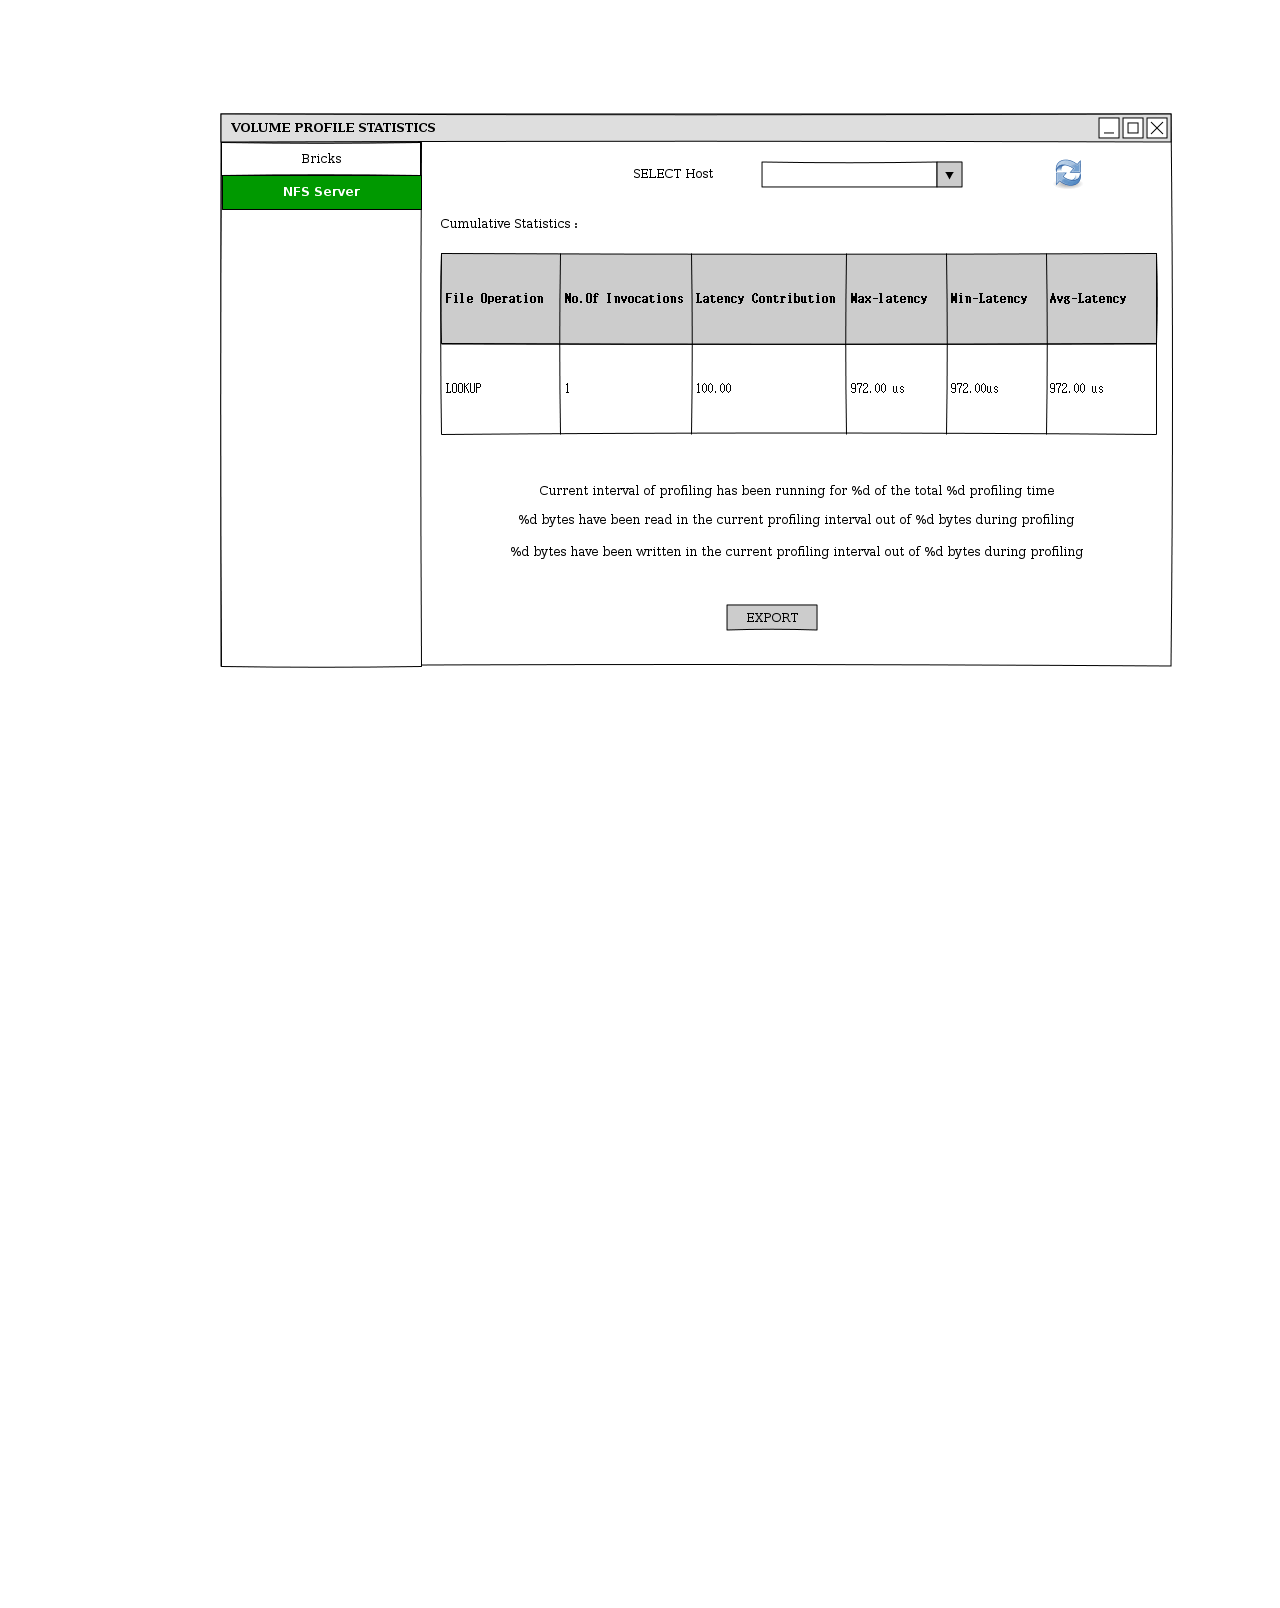 VOLUME PROFILE STATISTICS
Bricks
NFS Server
SELECT Host
Cumulative Statistics :
File Operation No.Of Invocations Latency Contribution Max-latency Min-Latency Avg-Latency
LOOKUP 1 100.00 972.00 us 972.00us 972.00 us
Current interval of profiling has been running for %d of the total %d profiling time
%d bytes have been read in the current profiling interval out of %d bytes during profiling
%d bytes have been written in the current profiling interval out of %d bytes during profiling
EXPORT